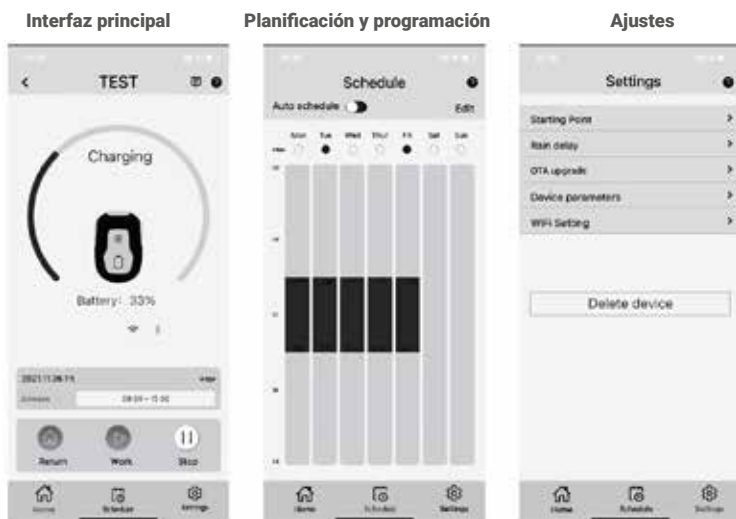 Interfaz principal
Planificación y programación
Ajustes
TEST
Charging
Battery: 33%
Return
Work
Stop
Home
Schedule
Settings
Schedule
Auto schedule
Edit
Mon Tue Wed Thur Fri Sat Sun
Home
Schedule
Settings
Settings
Starting Point
Rain delay
OTA upgrade
Device parameters
WiFi Setting
Delete device
Home
Schedule
Settings